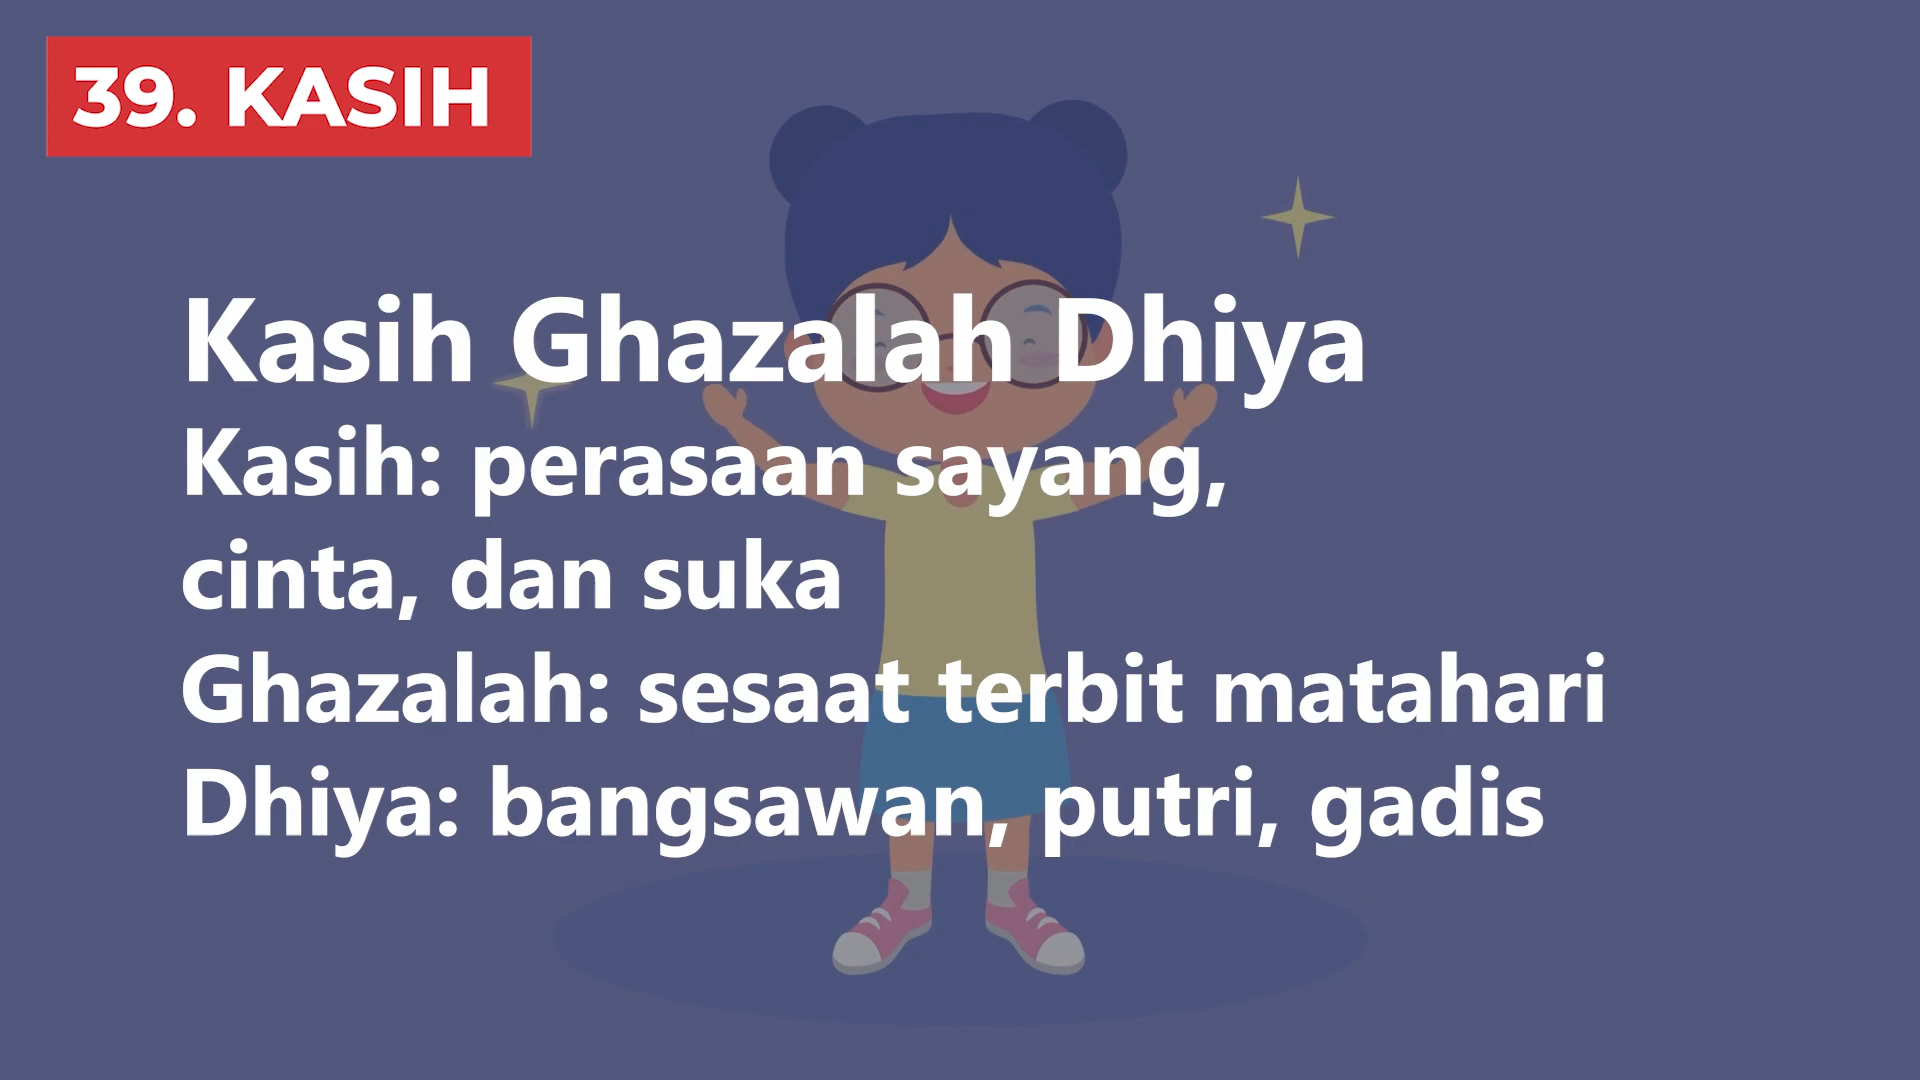 39. KASIH
Kasih Ghazalah Dhiya
Kasih: perasaan sayang,
cinta, dan suka
Ghazalah: sesaat terbit matahari
Dhiya: bangsawan, putri, gadis